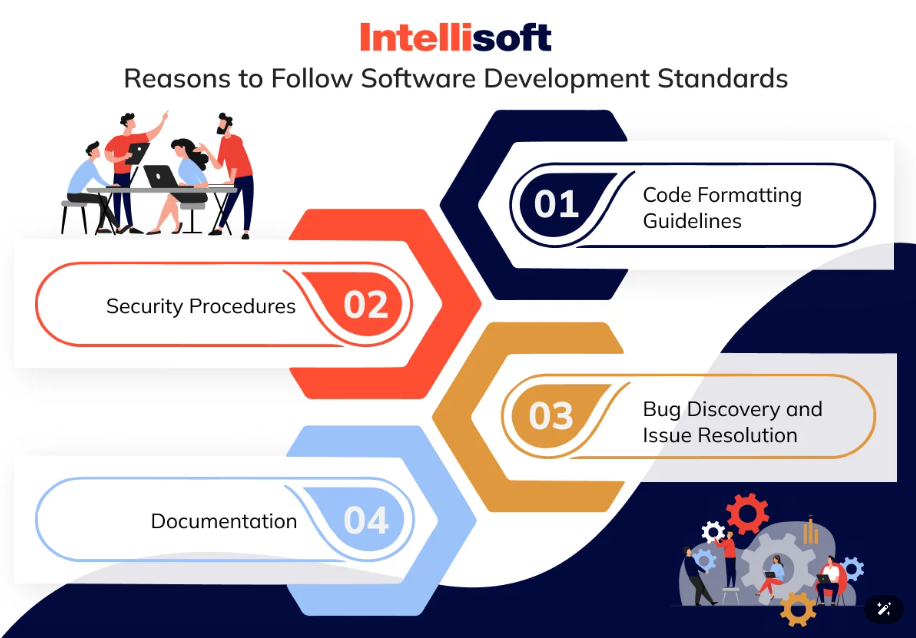 Intellisoft
Reasons to Follow Software Development Standards
01
Code Formatting
Guidelines
Security Procedures
02
03
Bug Discovery and
Issue Resolution
Documentation
04